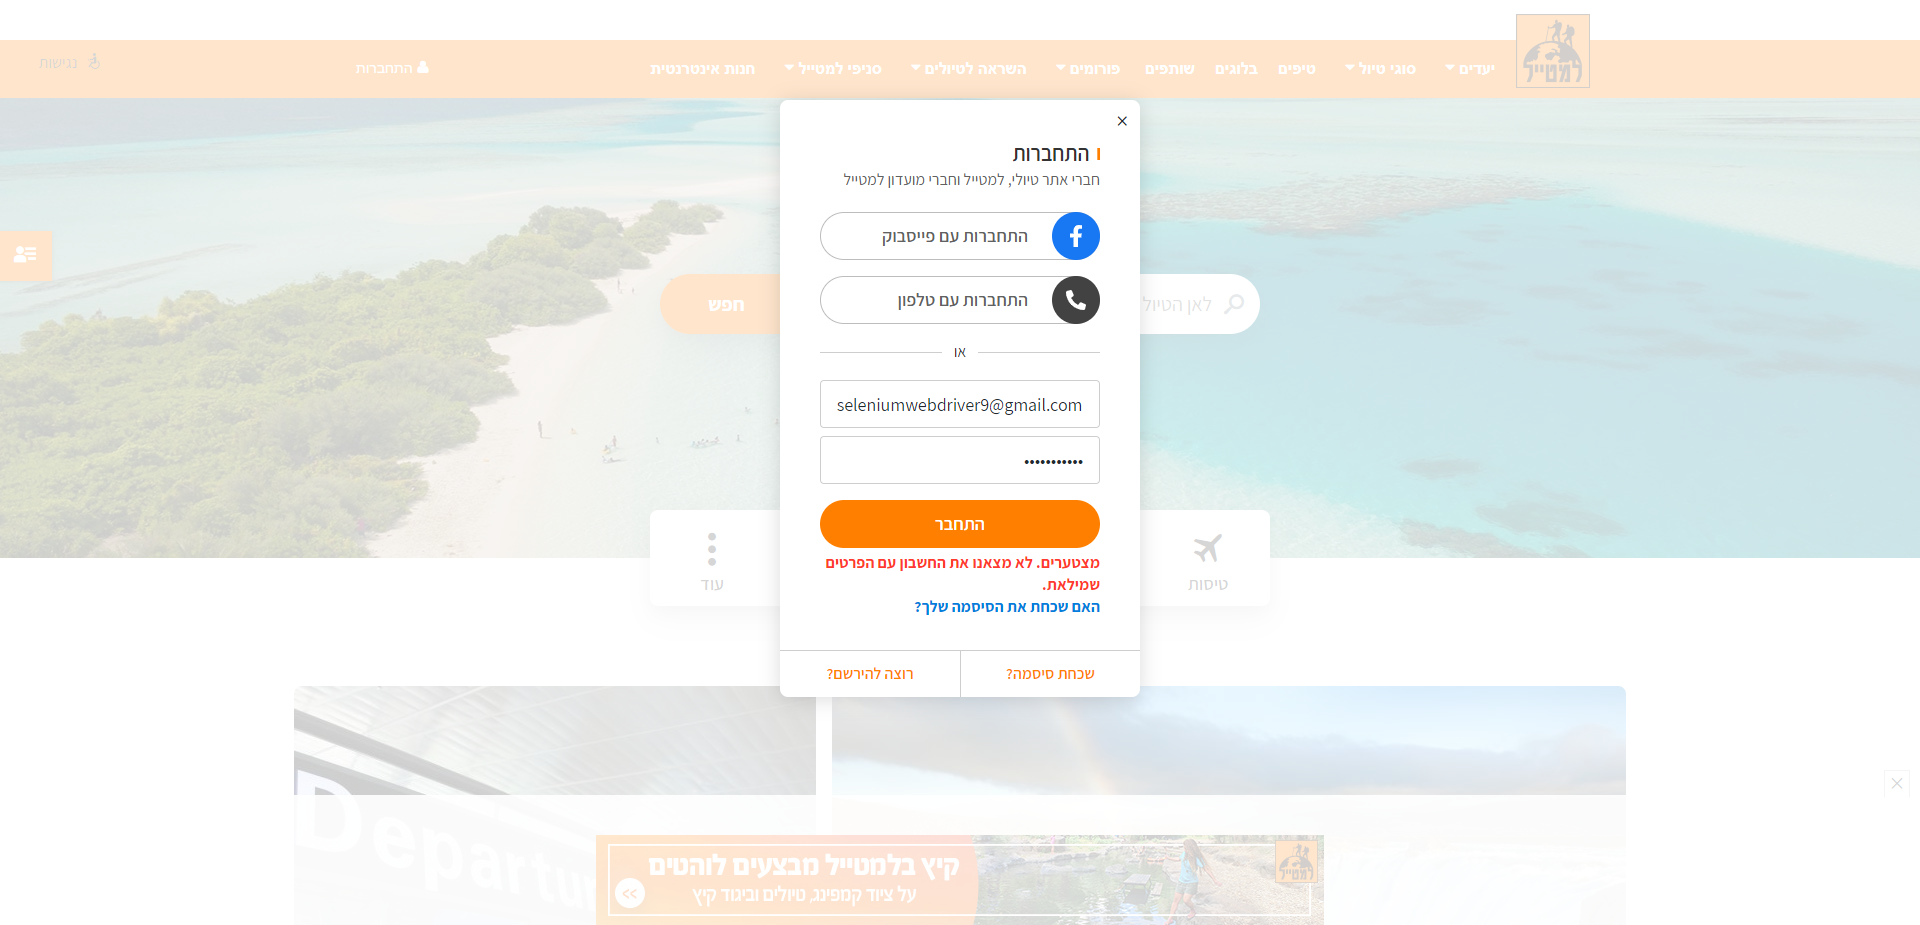 למטייל
יעדים
סוגי טיול
טיפים
בלוגים
שותפים
פורומים
השראה לטיולים
סניפי למטייל
חנות אינטרנטית
התחברות
נגישות
התחברות
חברי אתר טיולי, למטייל וחברי מועדון למטייל
התחברות עם פייסבוק
התחברות עם טלפון
או
seleniumwebdriver9@gmail.com
•••••••••••
התחבר
מצטערים. לא מצאנו את החשבון עם הפרטים
שמילאת.
האם שכחת את הסיסמה שלך?
שכחת סיסמה?
רוצה להירשם?
לאן הטיול
חפש
טיסות
עוד
Departu
קיץ בלמטייל מבצעים לוהטים
על ציוד קמפינג, טיולים וביגוד קיץ
>>
למטייל